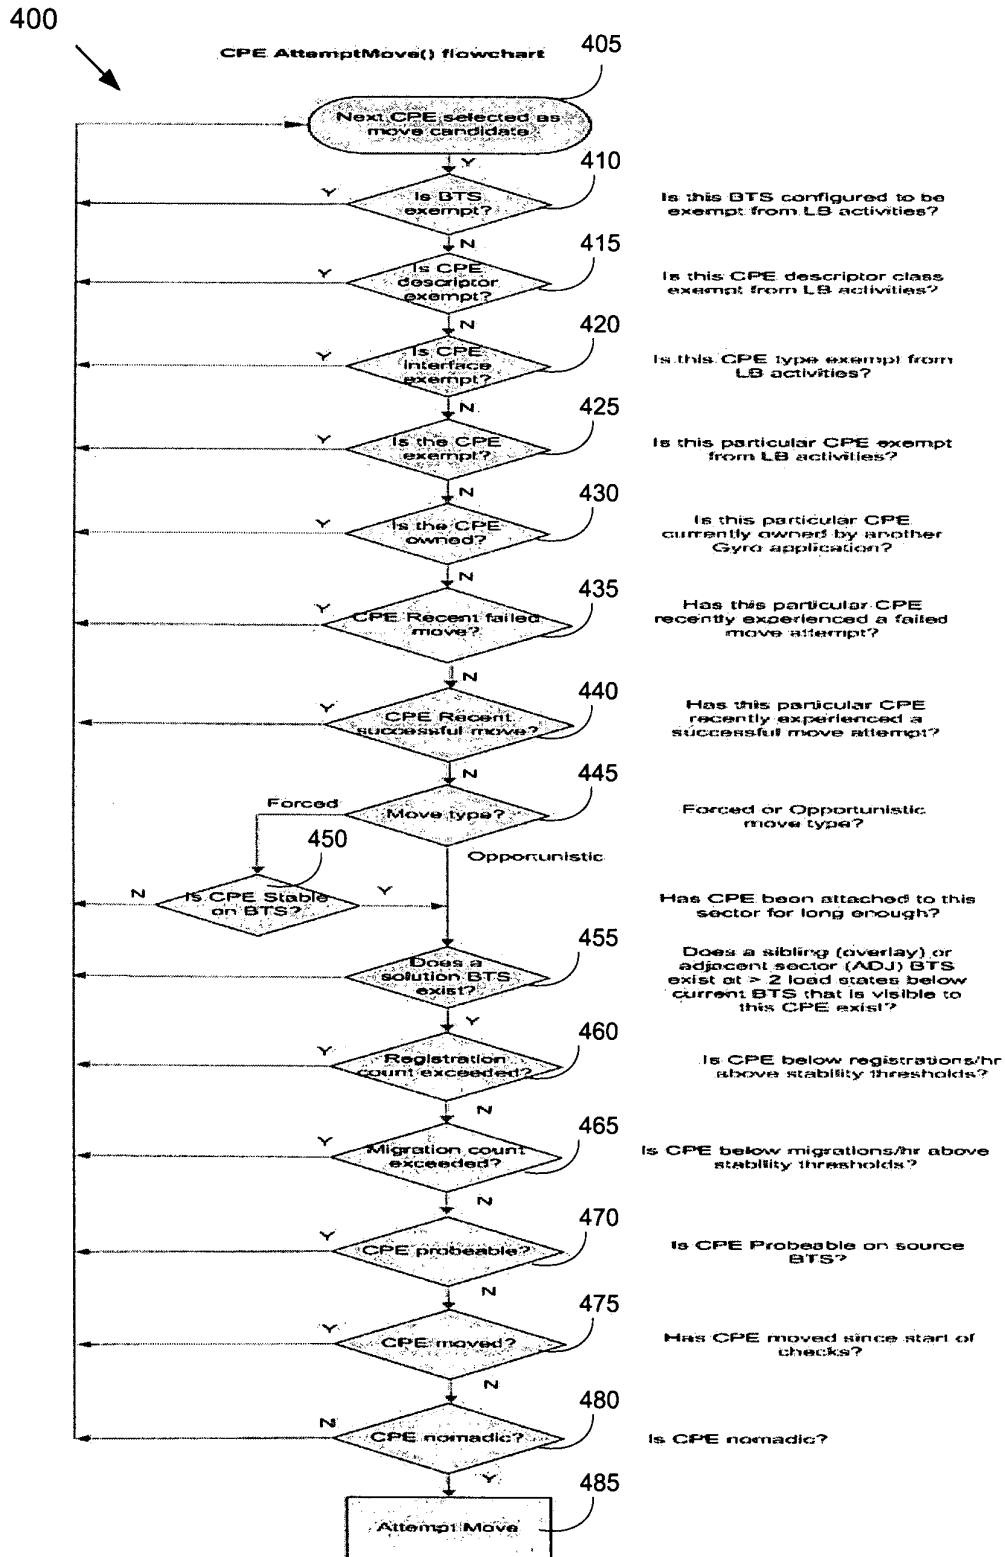 400
CPE AttemptMove() flowchart
405
Next CPE selected as
move candidate
Y
410
Is BTS
exempt?
Y
Is this BTS configured to be
exempt from LB activities?
N
415
Is CPE
descriptor
exempt?
Y
Is this CPE descriptor class
exempt from LB activities?
N
420
Is CPE
interface
exempt?
Y
Is this CPE type exempt from
LB activities?
N
425
Is the CPE
exempt?
Y
Is this particular CPE exempt
from LB activities?
N
430
Is the CPE
owned?
Y
Is this particular CPE
currently owned by another
Gyro application?
N
435
CPE Recent failed
move?
Y
Has this particular CPE
recently experienced a failed
move attempt?
N
440
CPE Recent
successful move?
Y
Has this particular CPE
recently experienced a
successful move attempt?
N
445
Move type?
Forced
Forced or Opportunistic
move type?
Opportunistic
450
Is CPE Stable
on BTS?
N
Y
Has CPE been attached to this
sector for long enough?
455
Does a
solution BTS
exist?
Does a sibling (overlay) or
adjacent sector (ADJ) BTS
exist at > 2 load states below
current BTS that is visible to
this CPE exist?
Y
460
Registration
count exceeded?
Y
Is CPE below registrations/hr
above stability thresholds?
N
465
Migration count
exceeded?
Y
Is CPE below migrations/hr above
stability thresholds?
N
470
CPE probeable?
Y
Is CPE Probeable on source
BTS?
N
475
CPE moved?
Y
Has CPE moved since start of
checks?
N
480
CPE nomadic?
N
Is CPE nomadic?
Y
485
Attempt Move